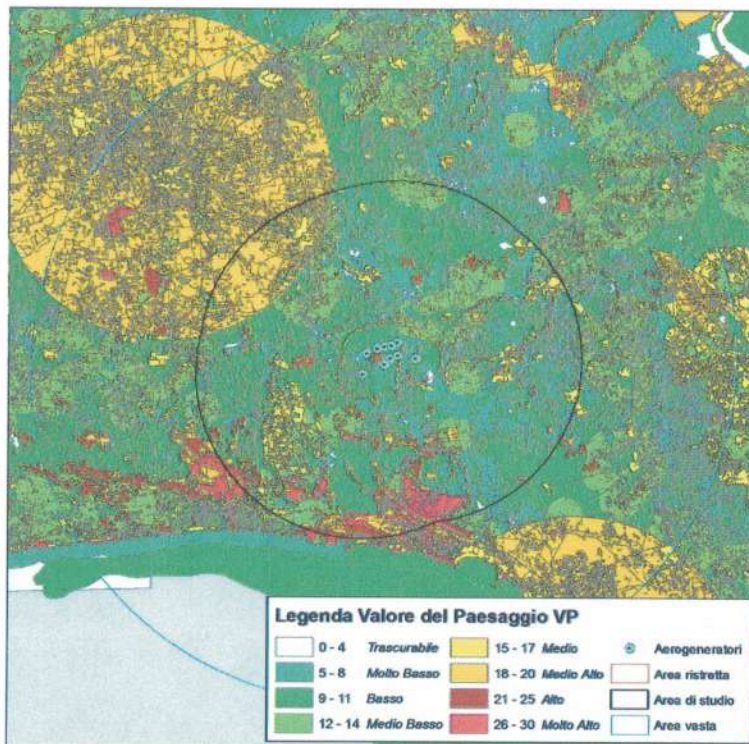 Legenda Valore del Paesaggio VP
0 - 4 Trascurabile
5 - 8 Molto Basso
9 - 11 Basso
12 - 14 Medio Basso
15 - 17 Medio
18 - 20 Medio Alto
21 - 25 Alto
26 - 30 Molto Alto
Aerogeneratori
Area ristretta
Area di studio
Area vasta